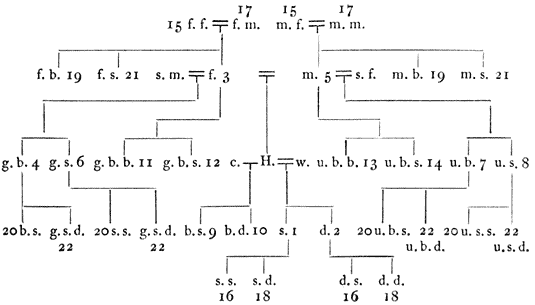 17 15 17
15 f. f. f. m. m. f. m. m.
f. b. 19 f. s. 21 s. m. f. 3 m. 5 s. f. m. b. 19 m. s. 21
g. b. 4 g. s. 6 g. b. b. 11 g. b. s. 12 c. H. w. u. b. b. 13 u. b. s. 14 u. b. 7 u. s. 8
20 b. s. g. s. d. 20 s. s. g. s. d. b. s. 9 b. d. 10 s. 1 d. 2 20 u. b. s. 22 20 u. s. s. 22
22 22 u. b. d. u. s. d.
s. s. s. d. d. s. d. d.
16 18 16 18